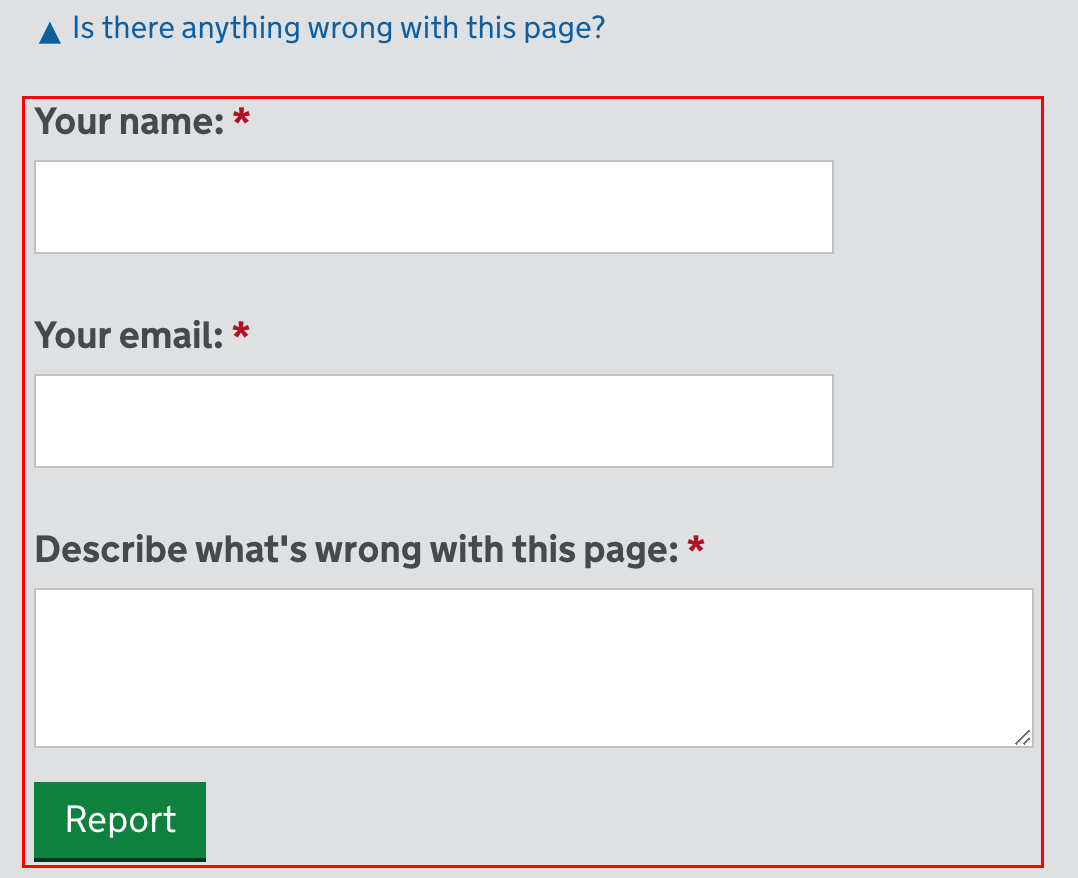 ▲ Is there anything wrong with this page?
Your name: *
Your email: *
Describe what's wrong with this page: *
Report